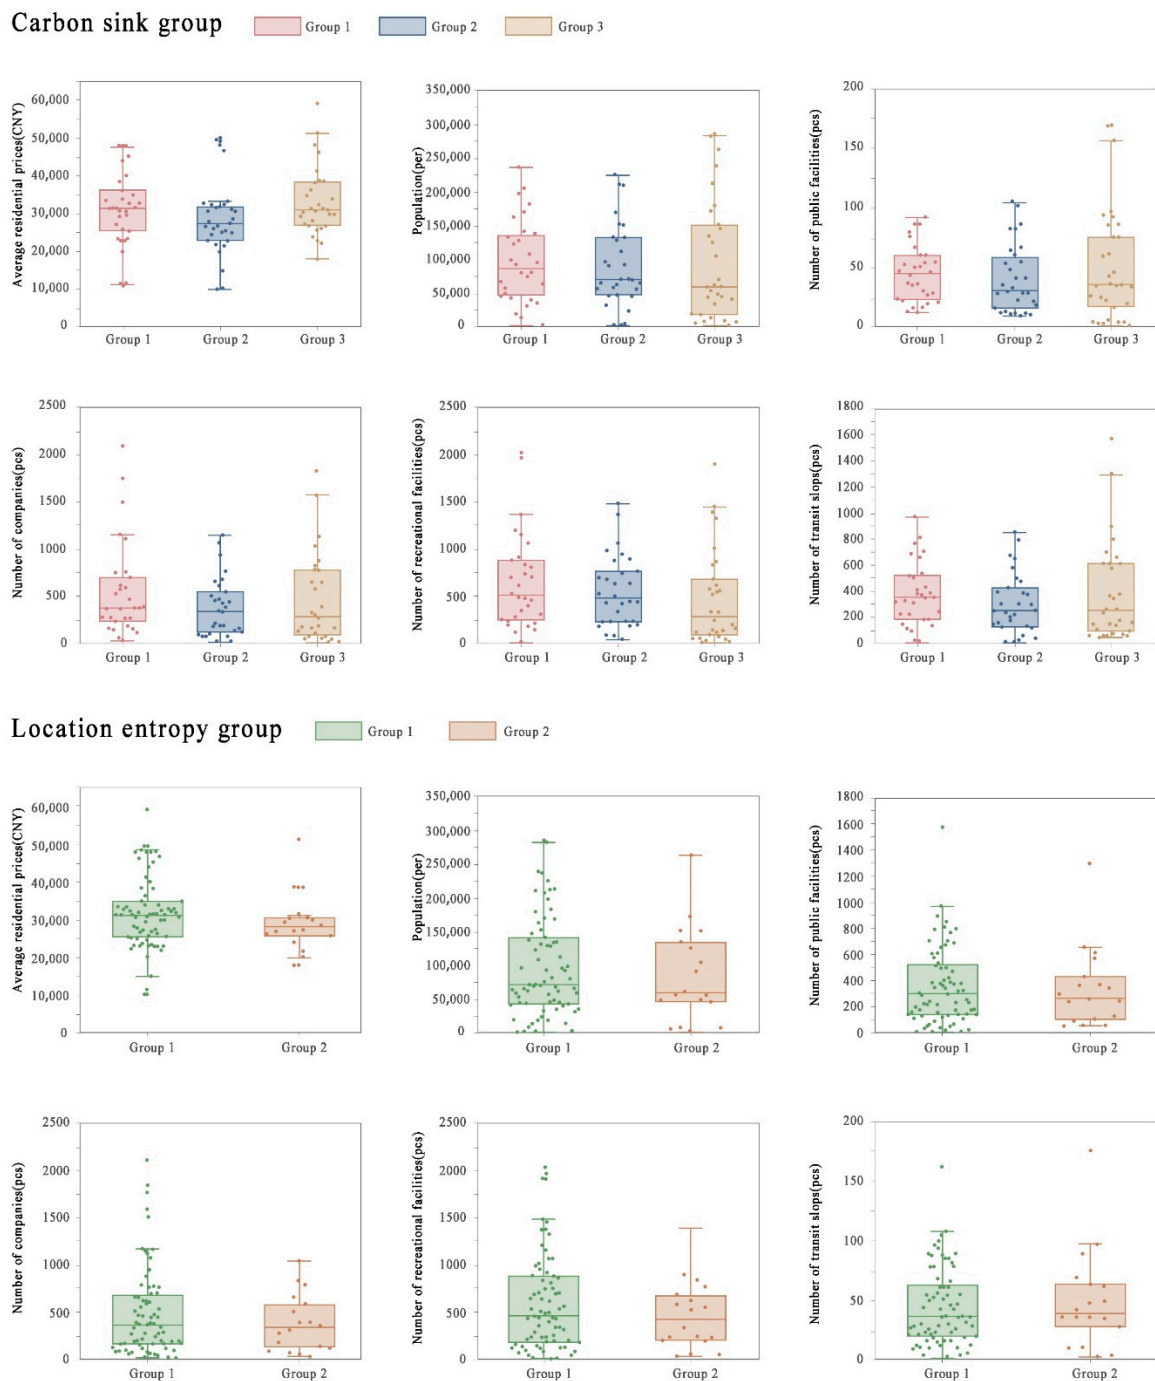 Carbon sink group
Group 1
Group 2
Group 3
Average residential prices(CNY)
60,000
50,000
40,000
30,000
20,000
10,000
0
Group 1
Group 2
Group 3
Population(per)
350,000
300,000
250,000
200,000
150,000
100,000
50,000
0
Group 1
Group 2
Group 3
Number of public facilities(pcs)
200
150
100
50
0
Group 1
Group 2
Group 3
Number of companies(pcs)
2500
2000
1500
1000
500
0
Group 1
Group 2
Group 3
Number of recreational facilities(pcs)
2500
2000
1500
1000
500
0
Group 1
Group 2
Group 3
Number of transit slops(pcs)
1800
1600
1400
1200
1000
800
600
400
200
0
Group 1
Group 2
Group 3
Location entropy group
Group 1
Group 2
Average residential prices(CNY)
60,000
50,000
40,000
30,000
20,000
10,000
0
Group 1
Group 2
Population(per)
350,000
300,000
250,000
200,000
150,000
100,000
50,000
0
Group 1
Group 2
Number of public facilities(pcs)
1800
1600
1400
1200
1000
800
600
400
200
0
Group 1
Group 2
Number of companies(pcs)
2500
2000
1500
1000
500
0
Group 1
Group 2
Number of recreational facilities(pcs)
2500
2000
1500
1000
500
0
Group 1
Group 2
Number of transit slops(pcs)
200
150
100
50
0
Group 1
Group 2